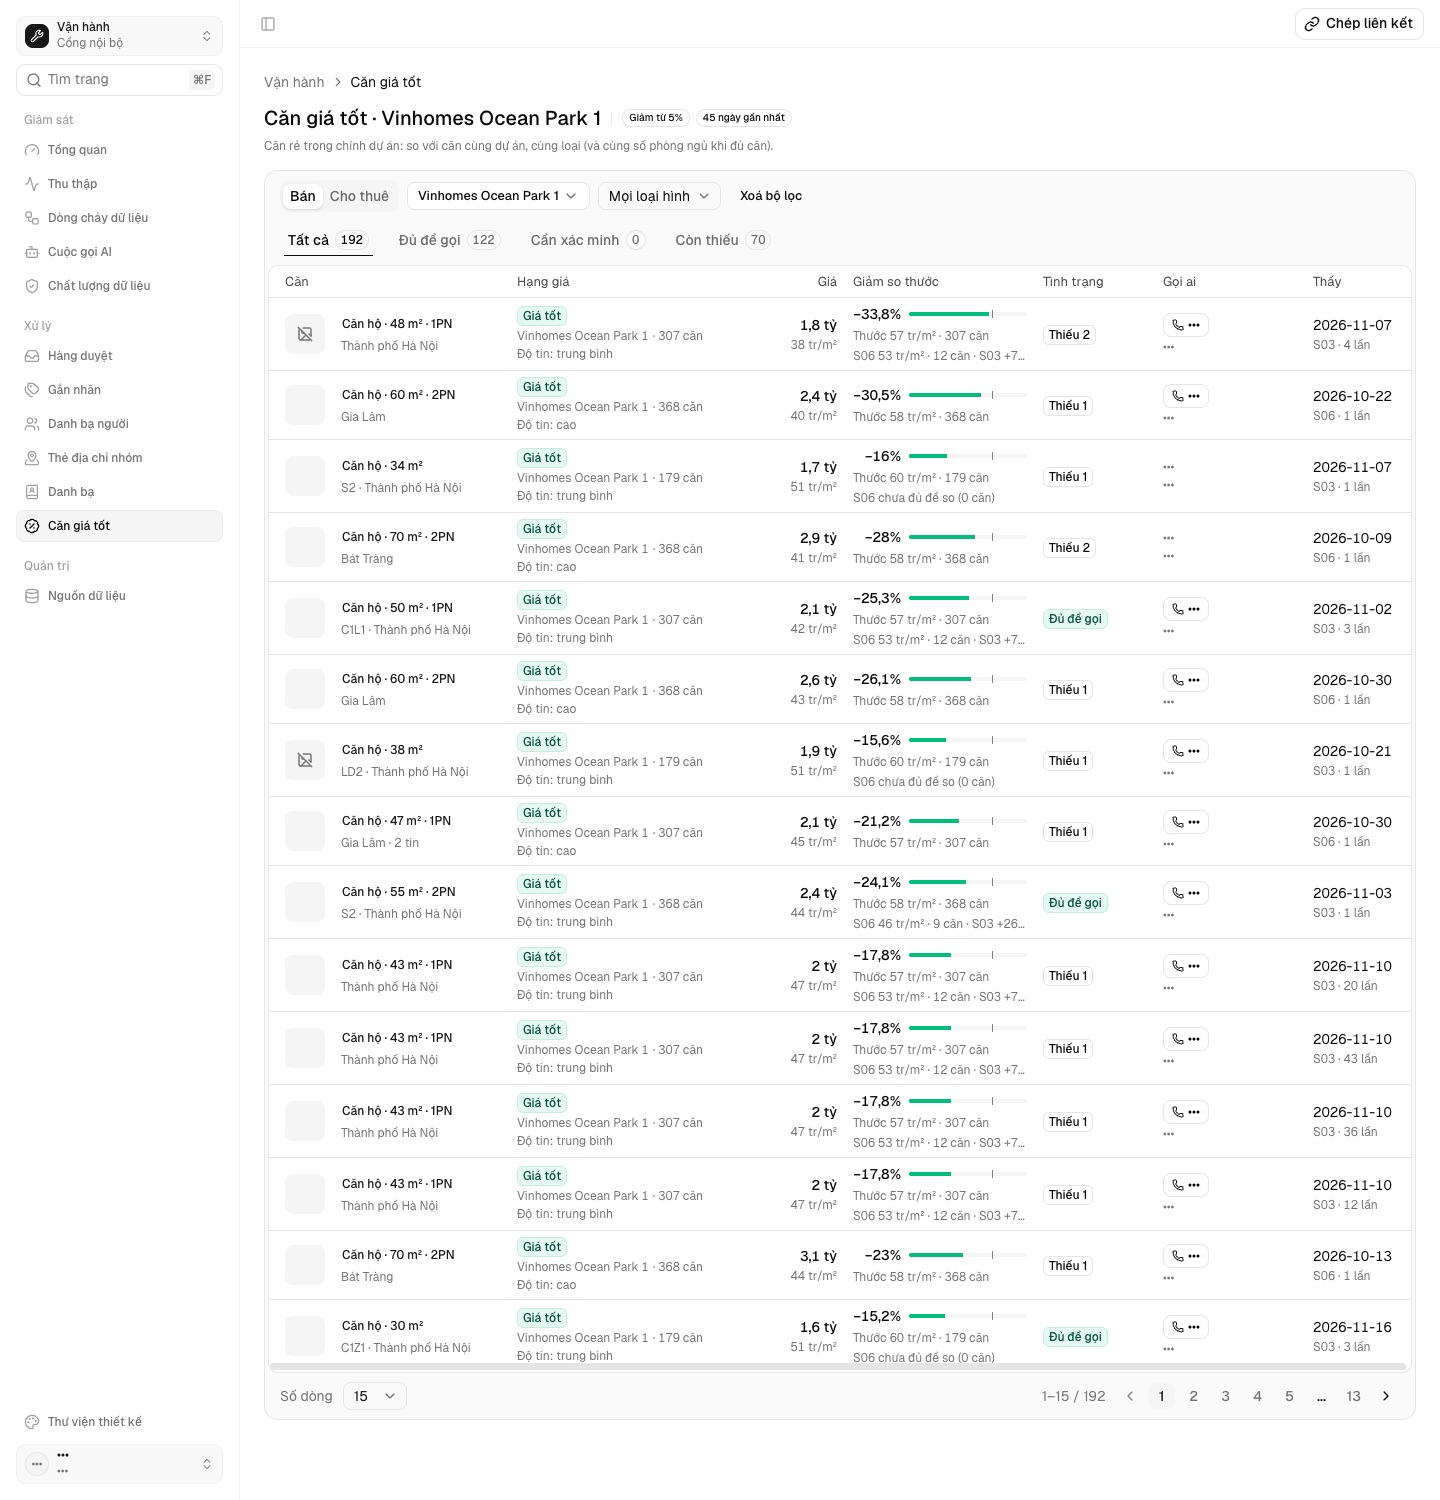 Vận hành
Cổng nội bộ
Tìm trang
⌘F
Giám sát
Tổng quan
Thu thập
Dòng chảy dữ liệu
Cuộc gọi AI
Chất lượng dữ liệu
Xử lý
Hàng duyệt
Gắn nhãn
Danh bạ người
Thẻ địa chỉ nhóm
Danh bạ
Căn giá tốt
Quản trị
Nguồn dữ liệu
Thư viện thiết kế
Chép liên kết
Vận hành > Căn giá tốt
Căn giá tốt · Vinhomes Ocean Park 1
Giảm từ 5%
45 ngày gần nhất
Căn rẻ trong chính dự án: so với căn cùng dự án, cùng loại (và cùng số phòng ngủ khi đủ căn).
Bán
Cho thuê
Vinhomes Ocean Park 1
Mọi loại hình
Xoá bộ lọc
Tất cả 192
Đủ để gọi 122
Cần xác minh 0
Còn thiếu 70
Căn Hạng giá Giá Giảm so thước Tình trạng Gọi ai Thấy
Căn hộ · 48 m² · 1PN
Thành phố Hà Nội
Giá tốt
Vinhomes Ocean Park 1 · 307 căn
Độ tin: trung bình
1,8 tỷ
38 tr/m²
−33,8%
Thước 57 tr/m² · 307 căn
S06 53 tr/m² · 12 căn · S03 +7...
Thiếu 2
•••
•••
2026-11-07
S03 · 4 lần
Căn hộ · 60 m² · 2PN
Gia Lâm
Giá tốt
Vinhomes Ocean Park 1 · 368 căn
Độ tin: cao
2,4 tỷ
40 tr/m²
−30,5%
Thước 58 tr/m² · 368 căn
Thiếu 1
•••
•••
2026-10-22
S06 · 1 lần
Căn hộ · 34 m²
S2 · Thành phố Hà Nội
Giá tốt
Vinhomes Ocean Park 1 · 179 căn
Độ tin: trung bình
1,7 tỷ
51 tr/m²
−16%
Thước 60 tr/m² · 179 căn
S06 chưa đủ để so (0 căn)
Thiếu 1
•••
•••
2026-11-07
S03 · 1 lần
Căn hộ · 70 m² · 2PN
Bát Tràng
Giá tốt
Vinhomes Ocean Park 1 · 368 căn
Độ tin: cao
2,9 tỷ
41 tr/m²
−28%
Thước 58 tr/m² · 368 căn
Thiếu 2
•••
•••
2026-10-09
S06 · 1 lần
Căn hộ · 50 m² · 1PN
C1L1 · Thành phố Hà Nội
Giá tốt
Vinhomes Ocean Park 1 · 307 căn
Độ tin: trung bình
2,1 tỷ
42 tr/m²
−25,3%
Thước 57 tr/m² · 307 căn
S06 53 tr/m² · 12 căn · S03 +7...
Đủ để gọi
•••
•••
2026-11-02
S03 · 3 lần
Căn hộ · 60 m² · 2PN
Gia Lâm
Giá tốt
Vinhomes Ocean Park 1 · 368 căn
Độ tin: cao
2,6 tỷ
43 tr/m²
−26,1%
Thước 58 tr/m² · 368 căn
Thiếu 1
•••
•••
2026-10-30
S06 · 1 lần
Căn hộ · 38 m²
LD2 · Thành phố Hà Nội
Giá tốt
Vinhomes Ocean Park 1 · 179 căn
Độ tin: trung bình
1,9 tỷ
51 tr/m²
−15,6%
Thước 60 tr/m² · 179 căn
S06 chưa đủ để so (0 căn)
Thiếu 1
•••
•••
2026-10-21
S03 · 1 lần
Căn hộ · 47 m² · 1PN
Gia Lâm · 2 tin
Giá tốt
Vinhomes Ocean Park 1 · 307 căn
Độ tin: cao
2,1 tỷ
45 tr/m²
−21,2%
Thước 57 tr/m² · 307 căn
Thiếu 1
•••
•••
2026-10-30
S06 · 1 lần
Căn hộ · 55 m² · 2PN
S2 · Thành phố Hà Nội
Giá tốt
Vinhomes Ocean Park 1 · 368 căn
Độ tin: trung bình
2,4 tỷ
44 tr/m²
−24,1%
Thước 58 tr/m² · 368 căn
S06 46 tr/m² · 9 căn · S03 +26...
Đủ để gọi
•••
•••
2026-11-03
S03 · 1 lần
Căn hộ · 43 m² · 1PN
Thành phố Hà Nội
Giá tốt
Vinhomes Ocean Park 1 · 307 căn
Độ tin: trung bình
2 tỷ
47 tr/m²
−17,8%
Thước 57 tr/m² · 307 căn
S06 53 tr/m² · 12 căn · S03 +7...
Thiếu 1
•••
•••
2026-11-10
S03 · 20 lần
Căn hộ · 43 m² · 1PN
Thành phố Hà Nội
Giá tốt
Vinhomes Ocean Park 1 · 307 căn
Độ tin: trung bình
2 tỷ
47 tr/m²
−17,8%
Thước 57 tr/m² · 307 căn
S06 53 tr/m² · 12 căn · S03 +7...
Thiếu 1
•••
•••
2026-11-10
S03 · 43 lần
Căn hộ · 43 m² · 1PN
Thành phố Hà Nội
Giá tốt
Vinhomes Ocean Park 1 · 307 căn
Độ tin: trung bình
2 tỷ
47 tr/m²
−17,8%
Thước 57 tr/m² · 307 căn
S06 53 tr/m² · 12 căn · S03 +7...
Thiếu 1
•••
•••
2026-11-10
S03 · 36 lần
Căn hộ · 43 m² · 1PN
Thành phố Hà Nội
Giá tốt
Vinhomes Ocean Park 1 · 307 căn
Độ tin: trung bình
2 tỷ
47 tr/m²
−17,8%
Thước 57 tr/m² · 307 căn
S06 53 tr/m² · 12 căn · S03 +7...
Thiếu 1
•••
•••
2026-11-10
S03 · 12 lần
Căn hộ · 70 m² · 2PN
Bát Tràng
Giá tốt
Vinhomes Ocean Park 1 · 368 căn
Độ tin: cao
3,1 tỷ
44 tr/m²
−23%
Thước 58 tr/m² · 368 căn
Thiếu 1
•••
•••
2026-10-13
S06 · 1 lần
Căn hộ · 30 m²
C1Z1 · Thành phố Hà Nội
Giá tốt
Vinhomes Ocean Park 1 · 179 căn
Độ tin: trung bình
1,6 tỷ
51 tr/m²
−15,2%
Thước 60 tr/m² · 179 căn
S06 chưa đủ để so (0 căn)
Đủ để gọi
•••
•••
2026-11-16
S03 · 3 lần
Số dòng 15
1–15 / 192
1 2 3 4 5 ... 13
•••
•••
•••